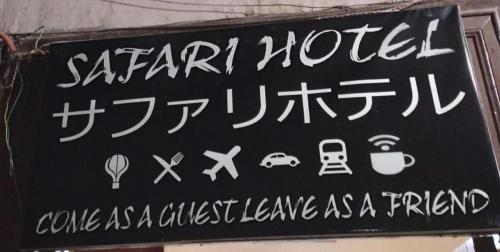 SAFARI HOTEL
サファリホテル
COME AS A GUEST LEAVE AS A FRIEND